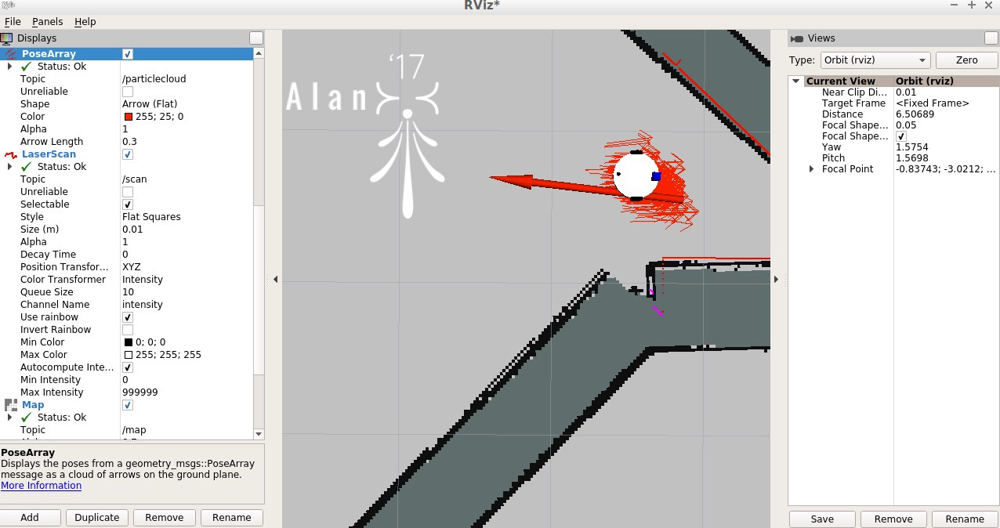 RViz*
File Panels Help
Displays
PoseArray
Status: Ok
Topic /particlecloud
Unreliable
Shape Arrow (Flat)
Color 255; 25; 0
Alpha 1
Arrow Length 0.3
LaserScan
Status: Ok
Topic /scan
Unreliable
Selectable
Style Flat Squares
Size (m) 0.01
Alpha 1
Decay Time 0
Position Transfor... XYZ
Color Transformer Intensity
Queue Size 10
Channel Name intensity
Use rainbow
Invert Rainbow
Min Color 0; 0; 0
Max Color 255; 255; 255
Autocompute Inte...
Min Intensity 0
Max Intensity 999999
Map
Status: Ok
Topic /map
PoseArray
Displays the poses from a geometry_msgs::PoseArray
message as a cloud of arrows on the ground plane.
More Information
Add Duplicate Remove Rename
‘17
Alan
Views
Type: Orbit (rviz) Zero
Current View Orbit (rviz)
Near Clip Di... 0.01
Target Frame <Fixed Frame>
Distance 6.50689
Focal Shape... 0.05
Focal Shape...
Yaw 1.5754
Pitch 1.5698
Focal Point -0.83743; -3.0212; ...
Save Remove Rename